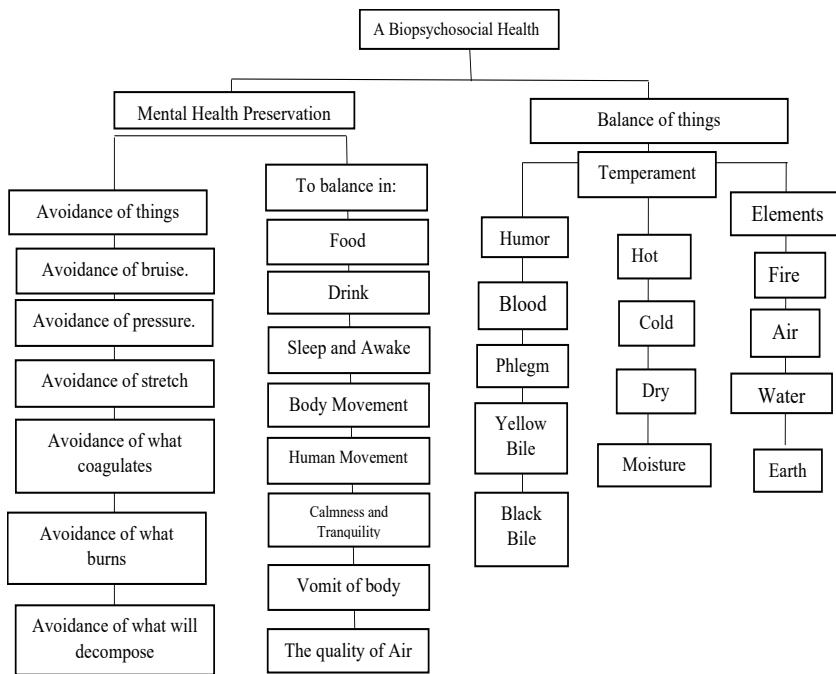 A Biopsychosocial Health
Mental Health Preservation
Balance of things
Avoidance of things
Avoidance of bruise.
Avoidance of pressure.
Avoidance of stretch
Avoidance of what
coagulates
Avoidance of what
burns
Avoidance of what will
decompose
To balance in:
Food
Drink
Sleep and Awake
Body Movement
Human Movement
Calmness and
Tranquility
Vomit of body
The quality of Air
Humor
Blood
Phlegm
Yellow
Bile
Black
Bile
Temperament
Hot
Cold
Dry
Moisture
Elements
Fire
Air
Water
Earth